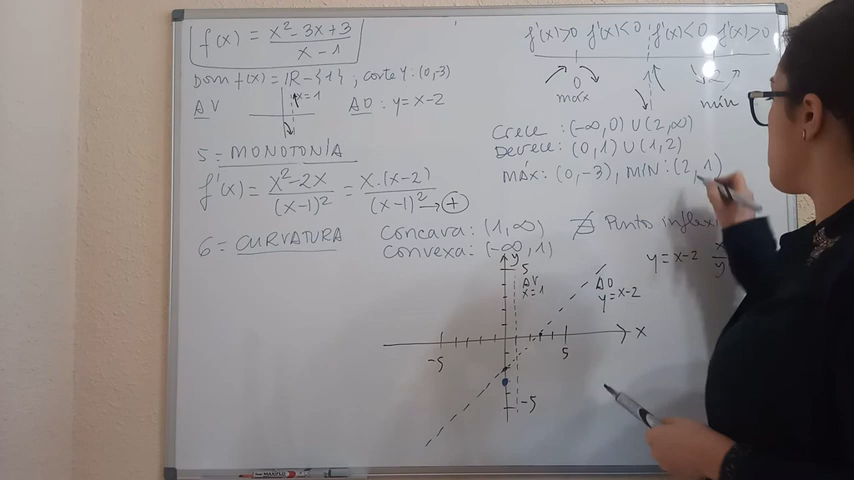 f(x) = x² - 3x + 3 / x - 1
Dom f(x) = ℝ - {1} ; corte Y: (0,-3)
AV x=1 AO : y = x-2
5 = MONOTONÍA
f'(x) = x² - 2x / (x-1)² = x·(x-2) / (x-1)² → +
6 = CURVATURA
f'(x)>0 f'(x)<0 f'(x)<0 f'(x)>0
0 1 2
máx mín
Crece : (-∞,0) U (2,∞)
Decrece : (0,1) U (1,2)
MÁX: (0,-3), MÍN: (2,1)
Concava : (1,∞)
Convexa: (-∞,1)
∄ Punto inflex
y = x-2 x
y
y
5
AV
x=1
AO
y=x-2
x
-5 5
-5